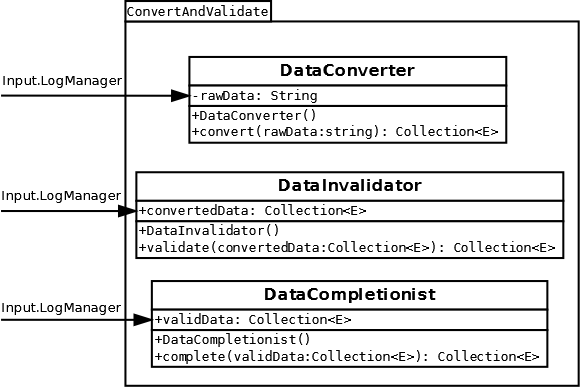 ConvertAndValidate
Input.LogManager
DataConverter
-rawData: String
+DataConverter()
+convert(rawData:string): Collection<E>
Input.LogManager
DataInvalidator
+convertedData: Collection<E>
+DataInvalidator()
+validate(convertedData:Collection<E>): Collection<E>
Input.LogManager
DataCompletionist
+validData: Collection<E>
+DataCompletionist()
+complete(validData:Collection<E>): Collection<E>